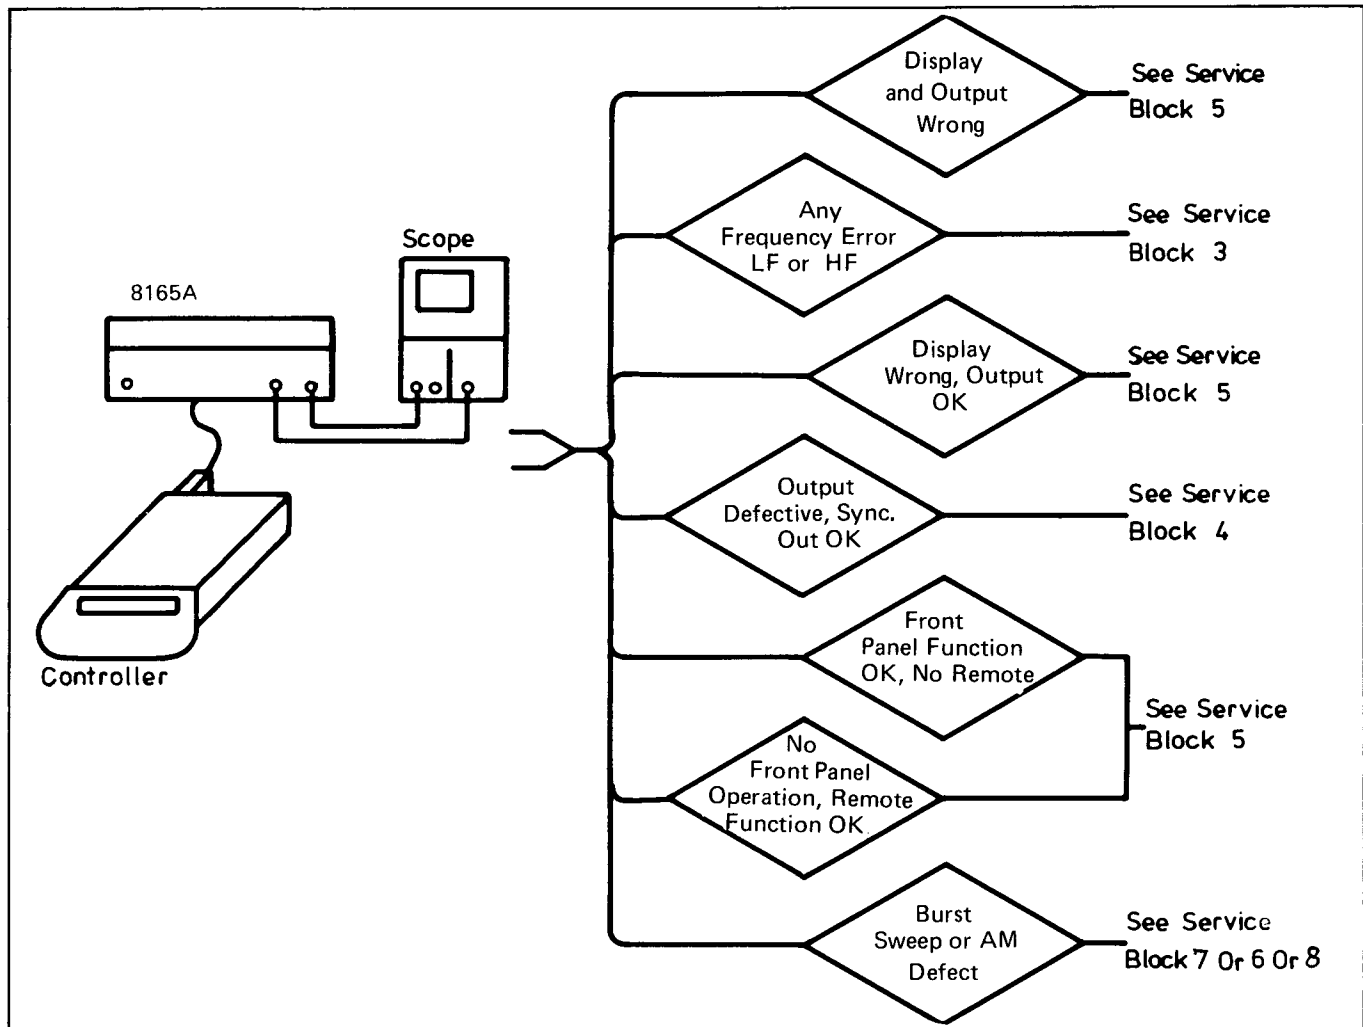 Display
and Output
Wrong
See Service
Block 5
Any
Frequency Error
LF or HF
See Service
Block 3
Scope
8165A
Display
Wrong, Output
OK
See Service
Block 5
Output
Defective, Sync.
Out OK
See Service
Block 4
Controller
Front
Panel Function
OK, No Remote
No
Front Panel
Operation, Remote
Function OK
See Service
Block 5
Burst
Sweep or AM
Defect
See Service
Block 7 Or 6 Or 8